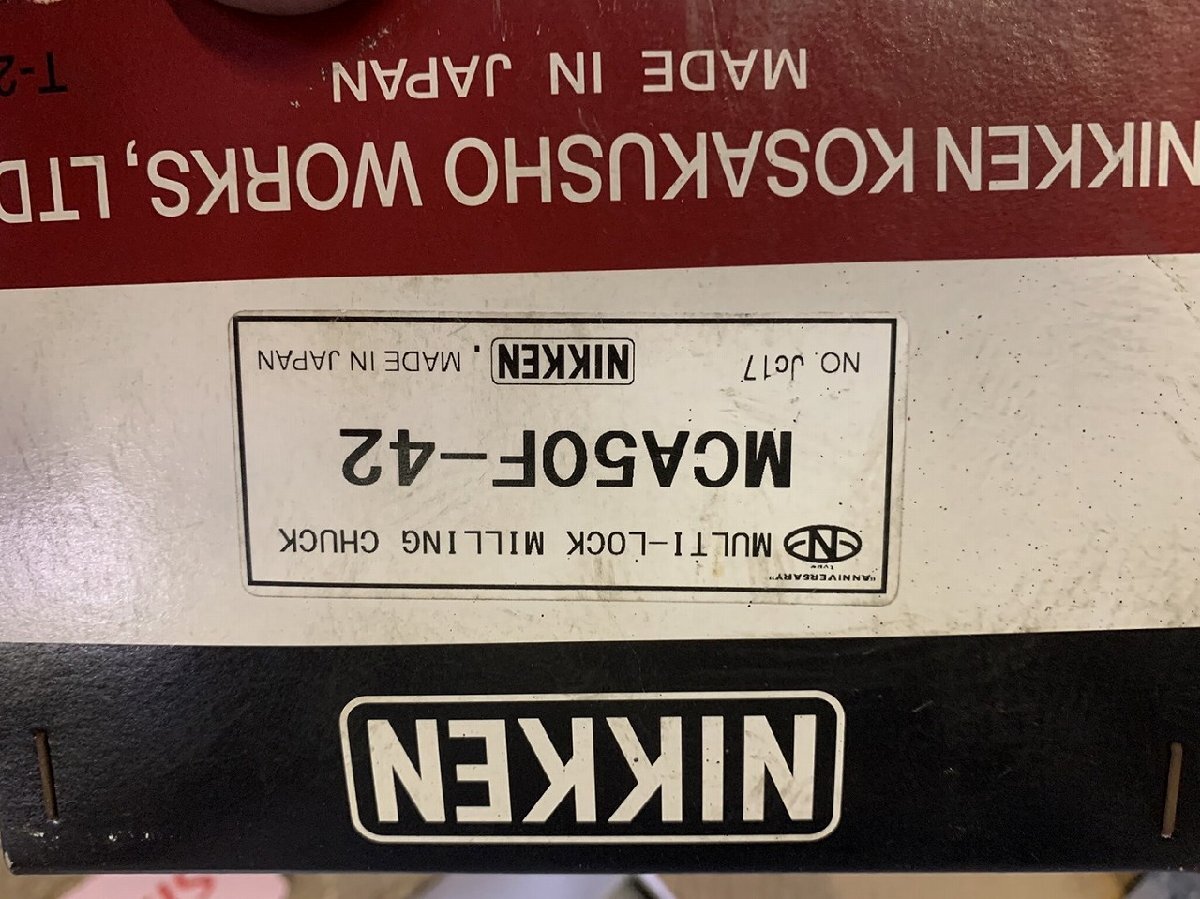 NIKKEN
"ANNIVERSARY"
MULTI-LOCK MILLING CHUCK
MCA50F-42
NO. Jc17 NIKKEN. MADE IN JAPAN
NIKKEN KOSAKUSHO WORKS, LTD
MADE IN JAPAN
T-2